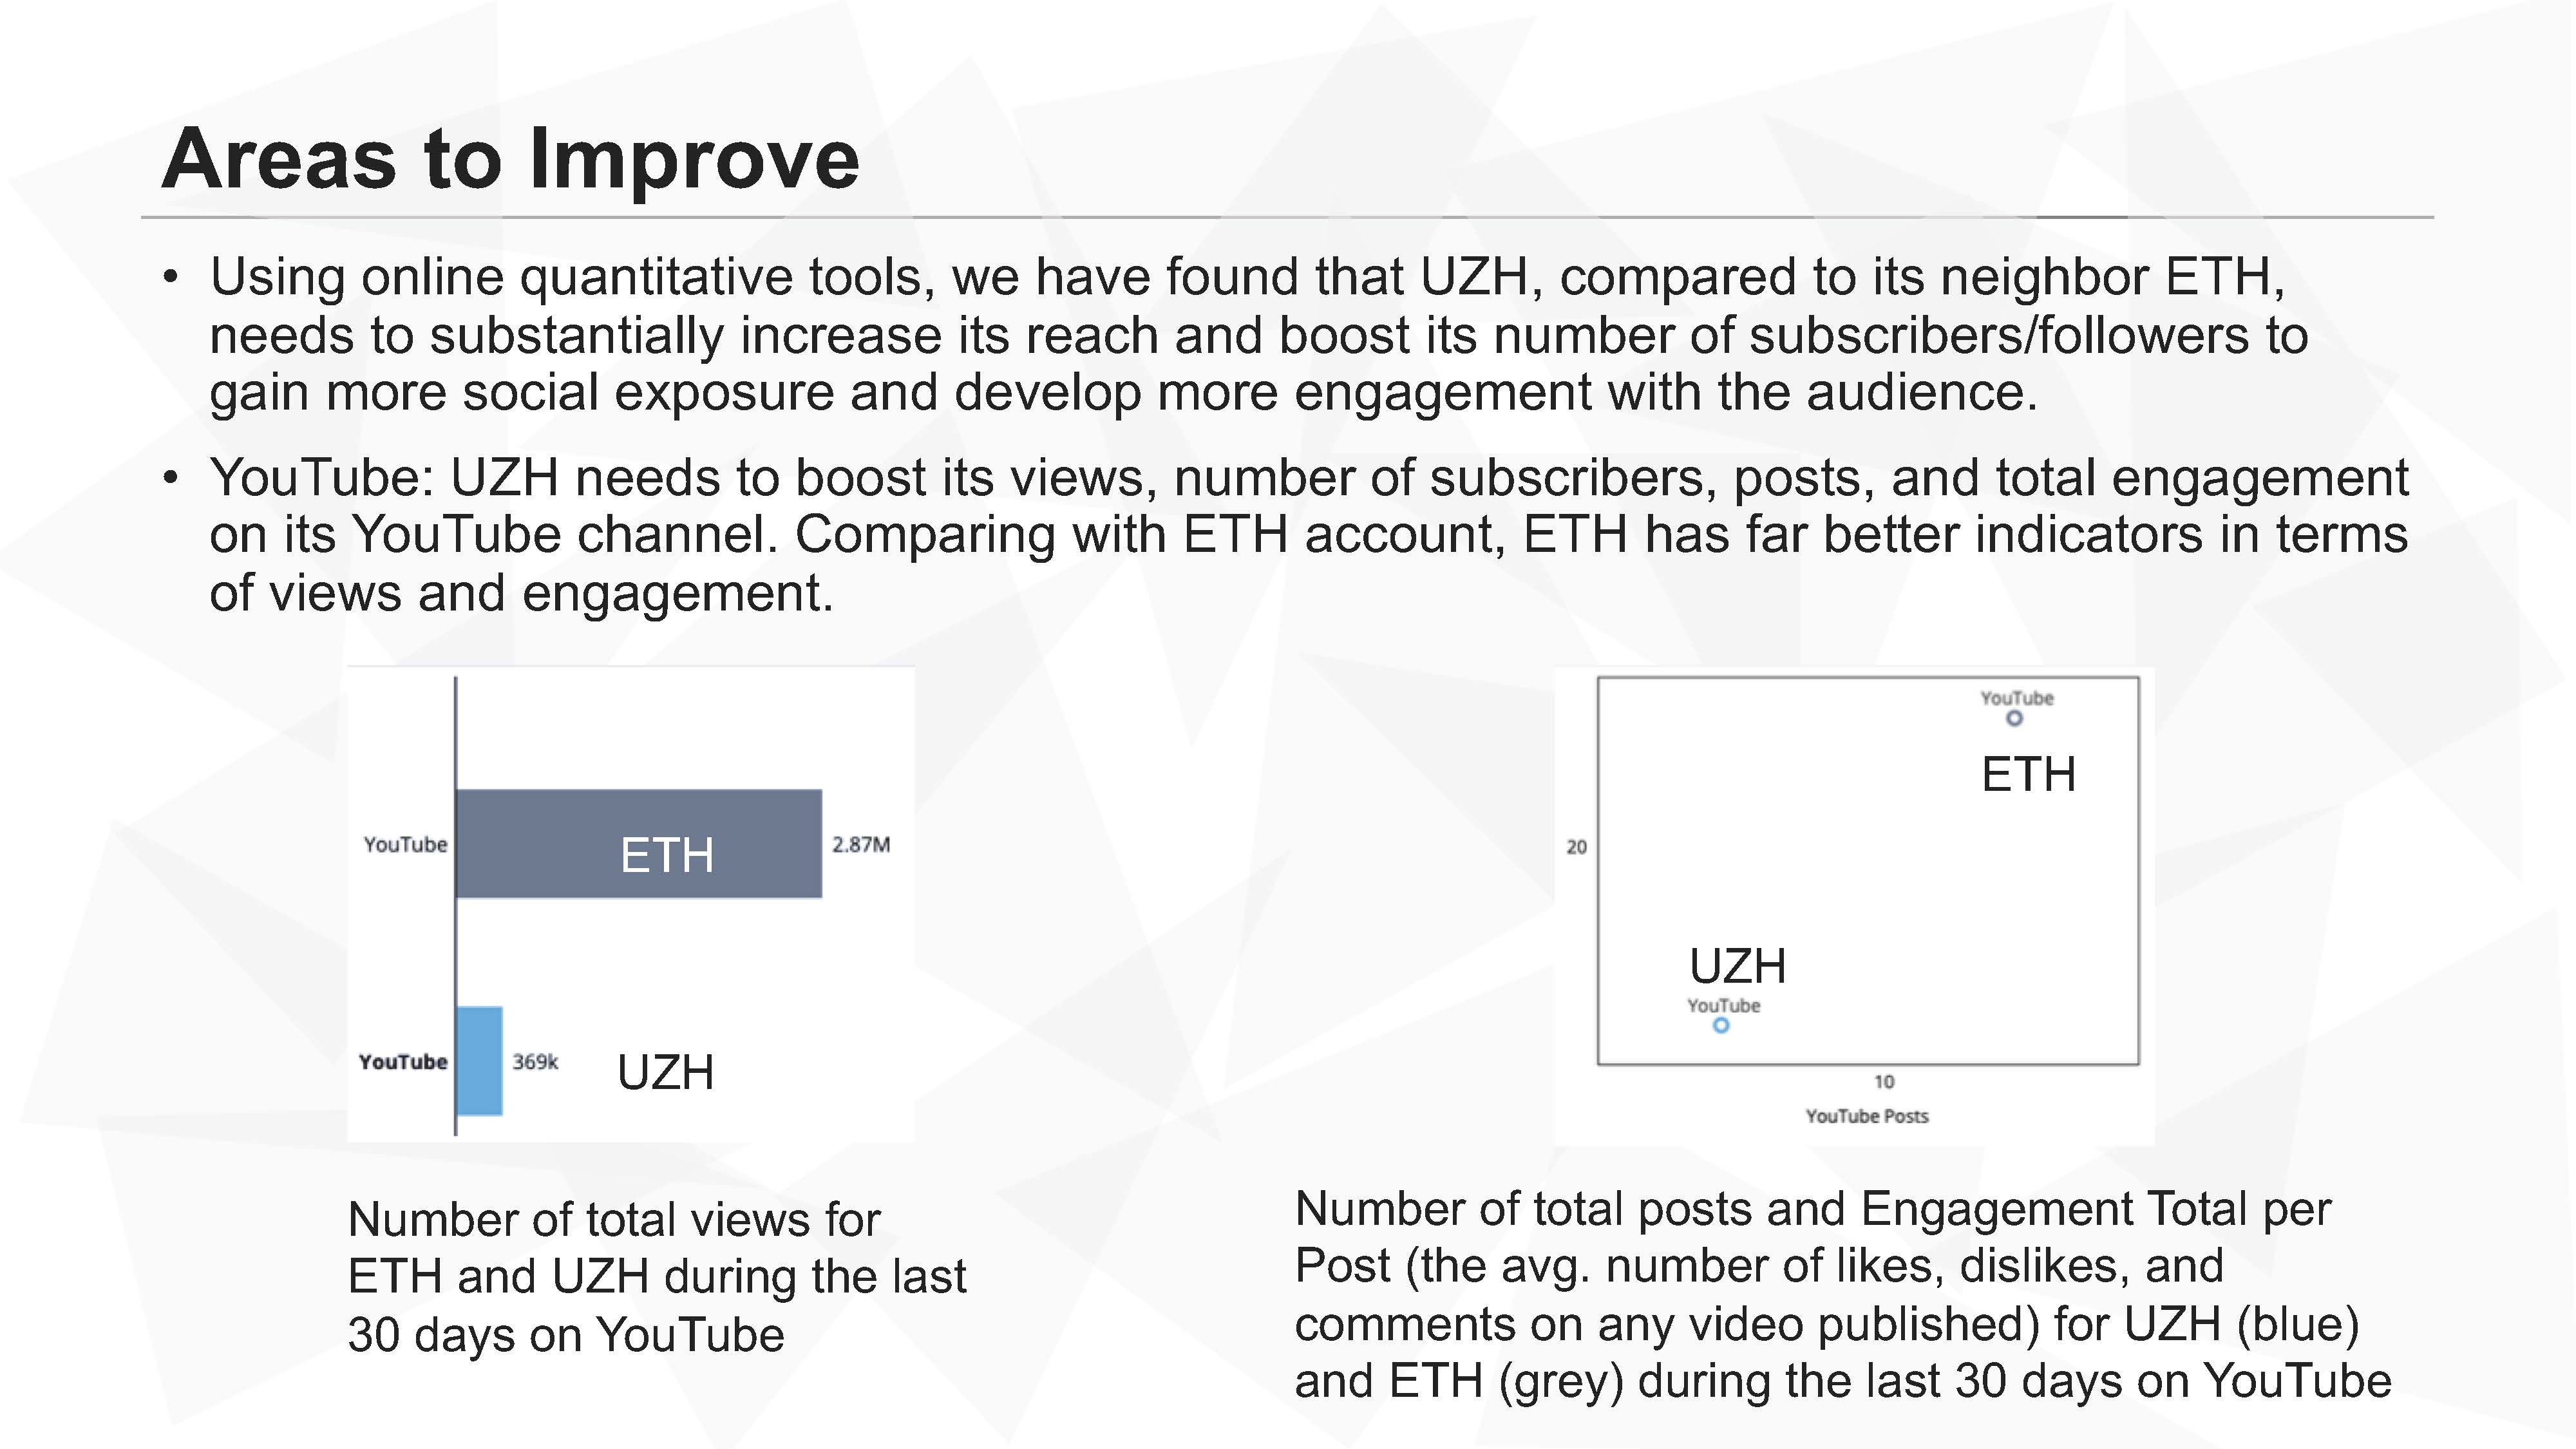 Areas to Improve
• Using online quantitative tools, we have found that UZH, compared to its neighbor ETH,
needs to substantially increase its reach and boost its number of subscribers/followers to
gain more social exposure and develop more engagement with the audience.
• YouTube: UZH needs to boost its views, number of subscribers, posts, and total engagement
on its YouTube channel. Comparing with ETH account, ETH has far better indicators in terms
of views and engagement.
YouTube ETH 2.87M
YouTube 369k UZH
Number of total views for
ETH and UZH during the last
30 days on YouTube
YouTube
ETH
20
UZH
YouTube
10
YouTube Posts
Number of total posts and Engagement Total per
Post (the avg. number of likes, dislikes, and
comments on any video published) for UZH (blue)
and ETH (grey) during the last 30 days on YouTube